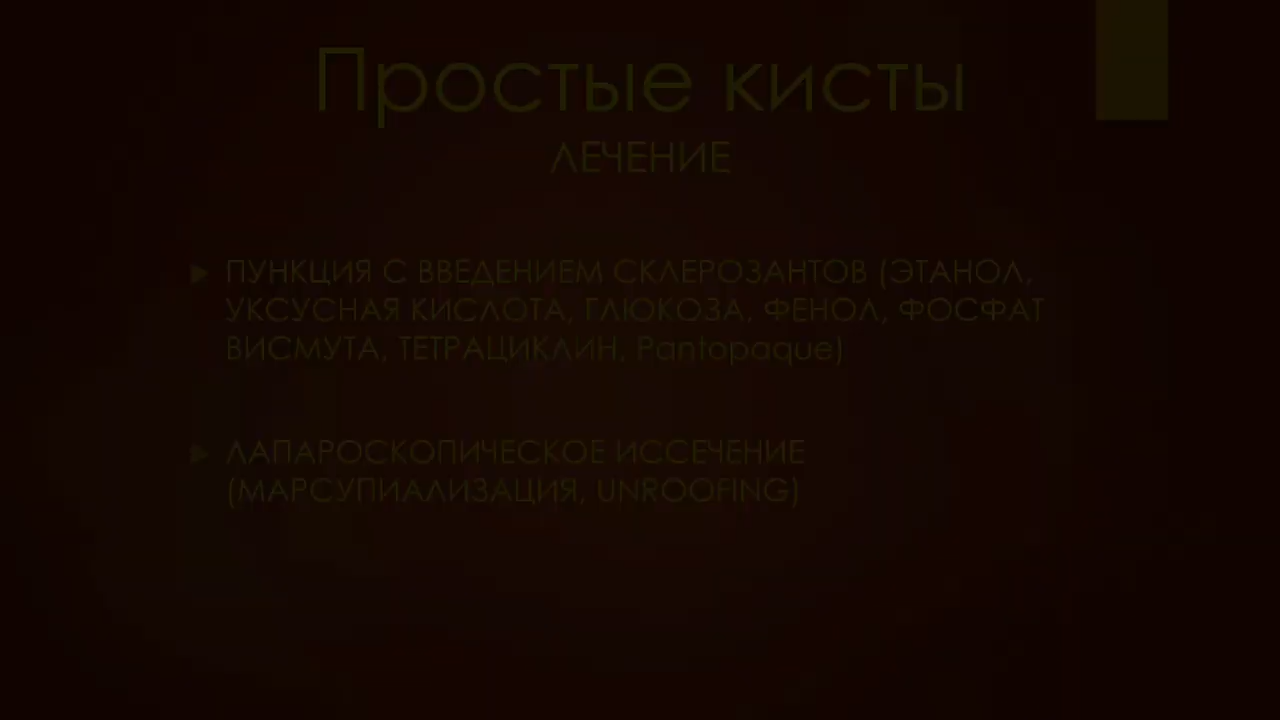 Простые кисты
ЛЕЧЕНИЕ
ПУНКЦИЯ С ВВЕДЕНИЕМ СКЛЕРОЗАНТОВ (ЭТАНОЛ,
УКСУСНАЯ КИСЛОТА, ГЛЮКОЗА, ФЕНОЛ, ФОСФАТ
ВИСМУТА, ТЕТРАЦИКЛИН, Pantopaque)
ЛАПАРОСКОПИЧЕСКОЕ ИССЕЧЕНИЕ
(МАРСУПИАЛИЗАЦИЯ, UNROOFING)